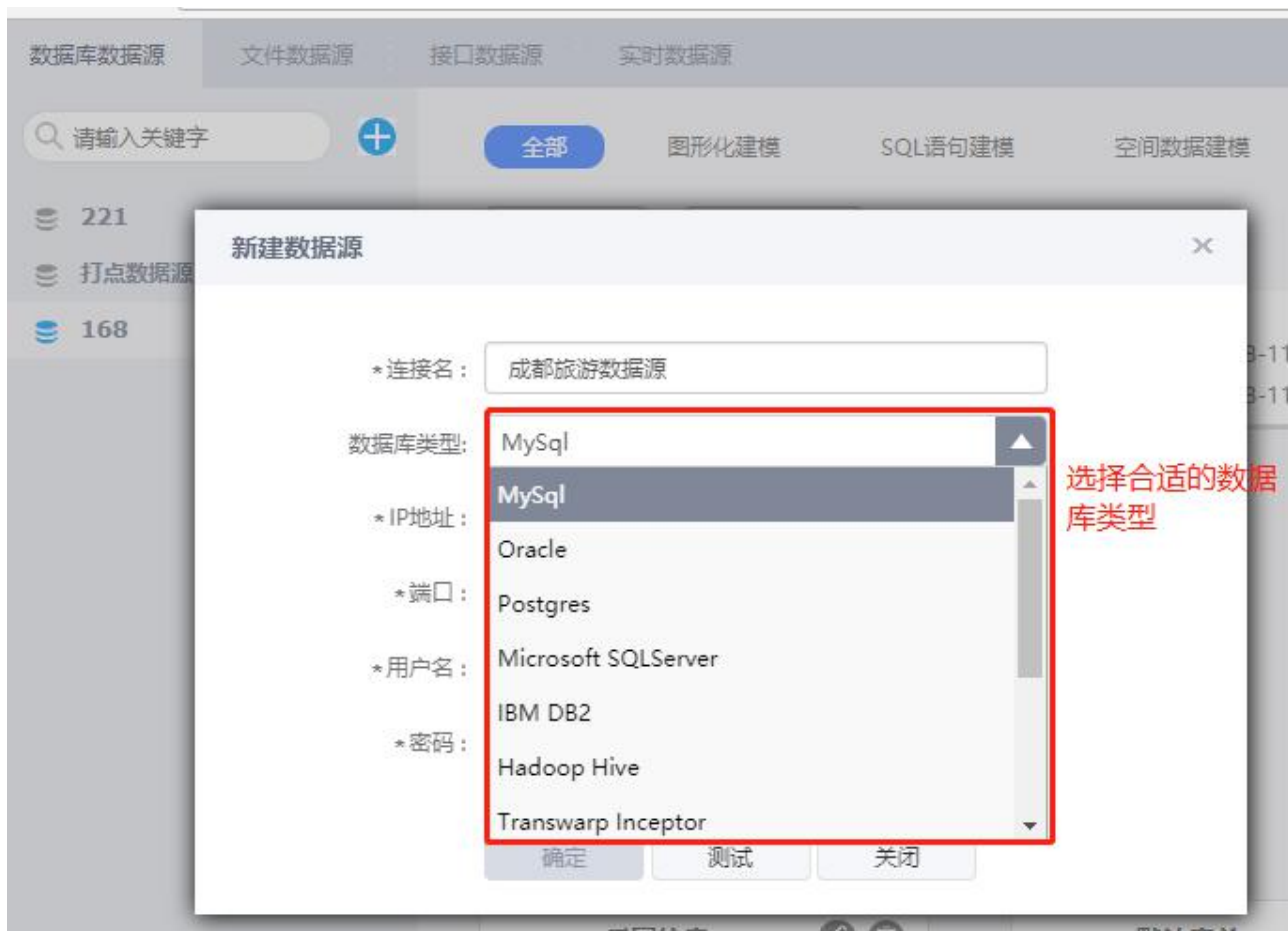 数据库数据源 文件数据源 接口数据源 实时数据源
请输入关键字
全部 图形化建模 SQL语句建模 空间数据建模
221
打点数据源
168
新建数据源
*连接名：
成都旅游数据源
数据库类型:
MySql
MySql
Oracle
Postgres
Microsoft SQLServer
IBM DB2
Hadoop Hive
Transwarp Inceptor
选择合适的数据
库类型
*IP地址：
*端口：
*用户名：
*密码：
确定 测试 关闭